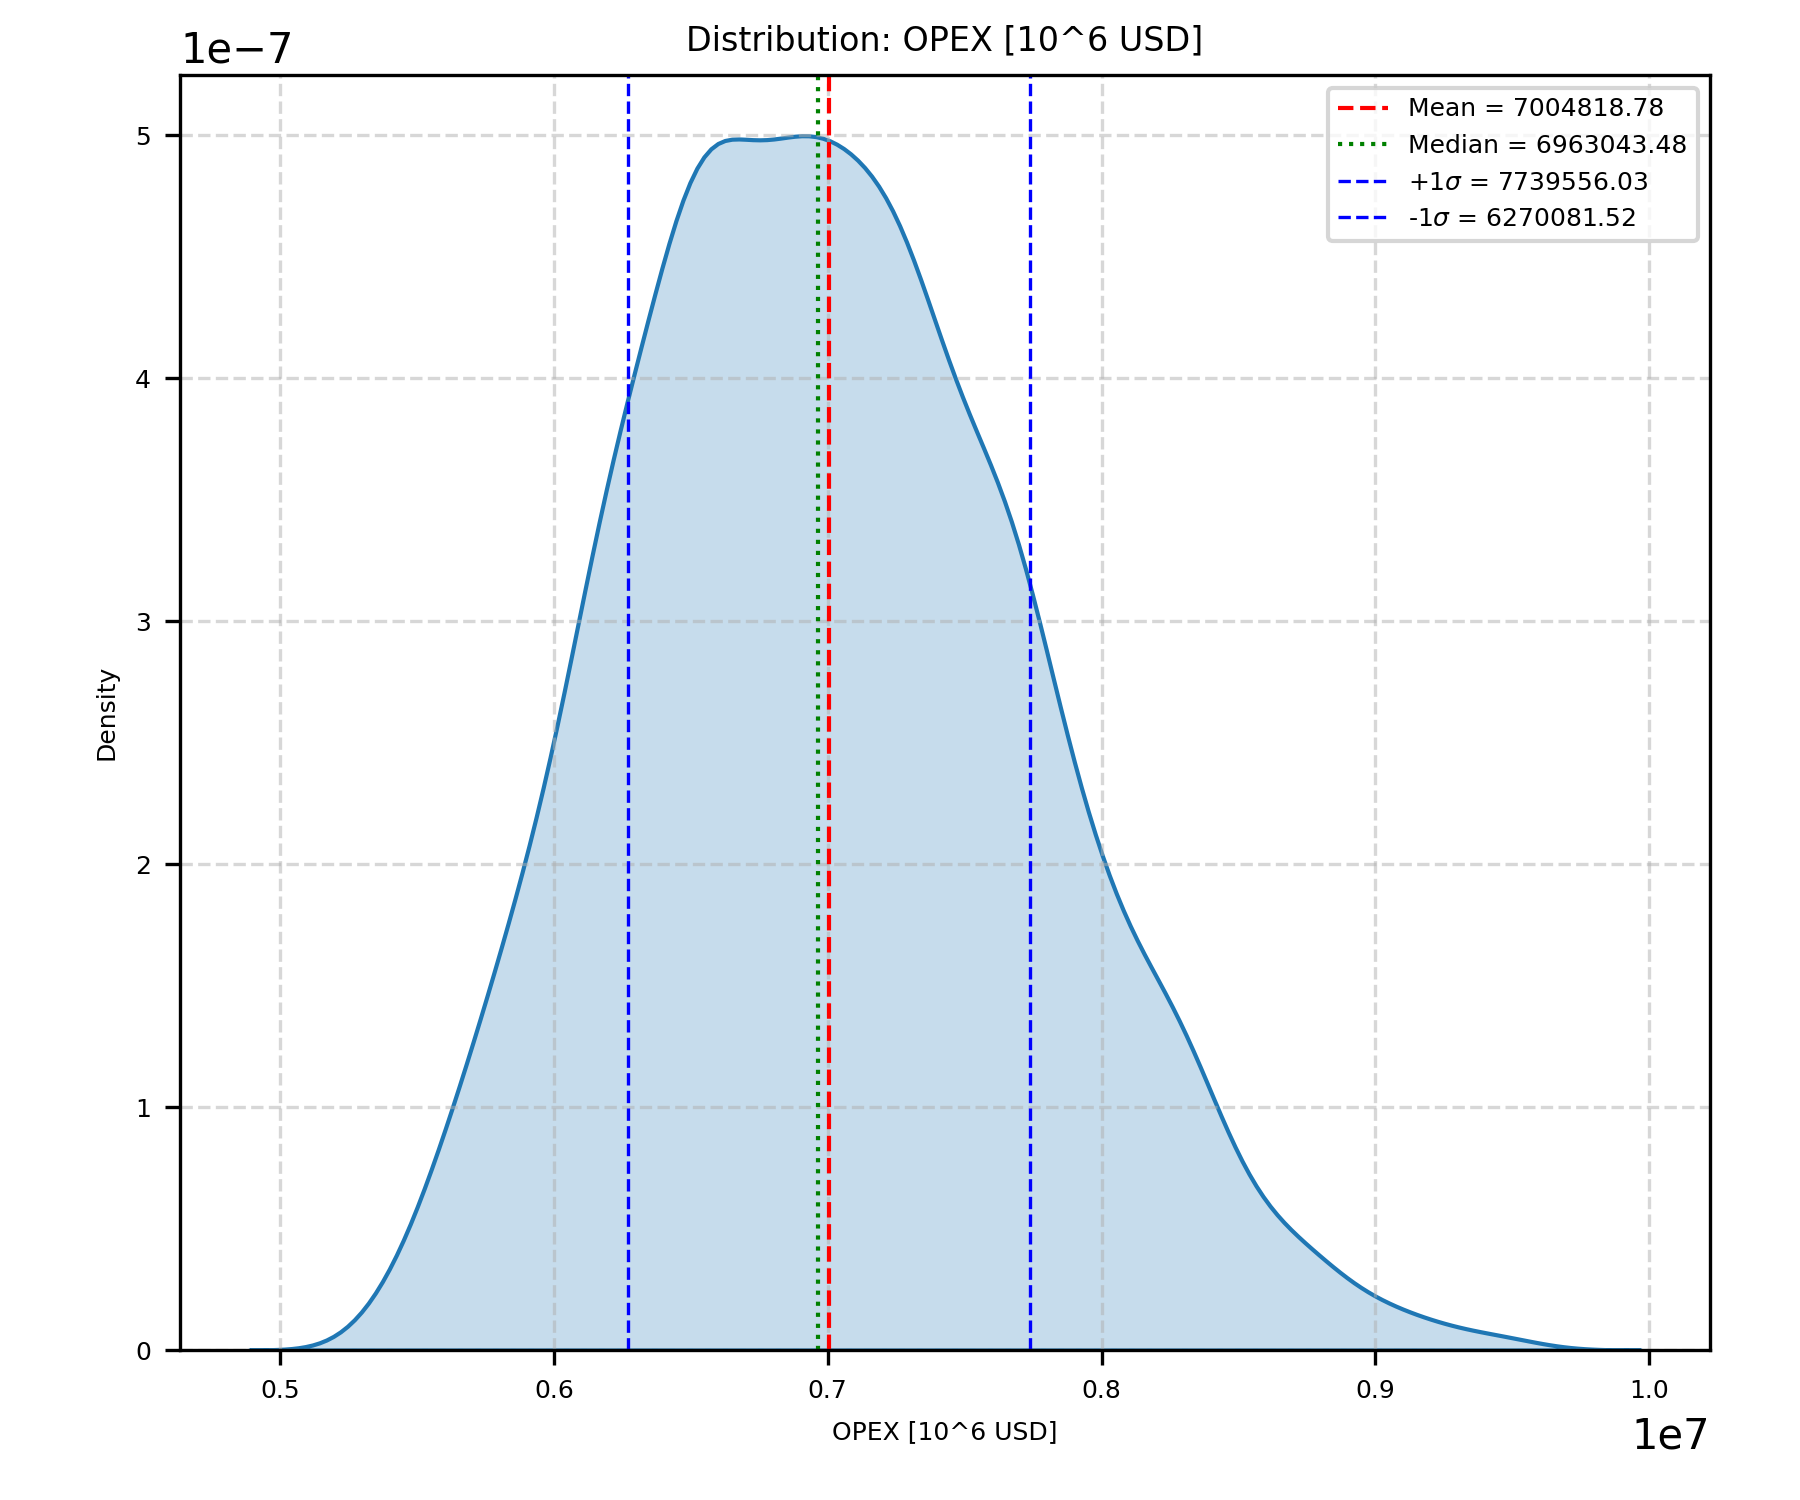 Distribution: OPEX [10^6 USD]
1e−7
Mean = 7004818.78
Median = 6963043.48
+1σ = 7739556.03
-1σ = 6270081.52
5
4
3
2
1
0
Density
0.5 0.6 0.7 0.8 0.9 1.0
OPEX [10^6 USD]
1e7